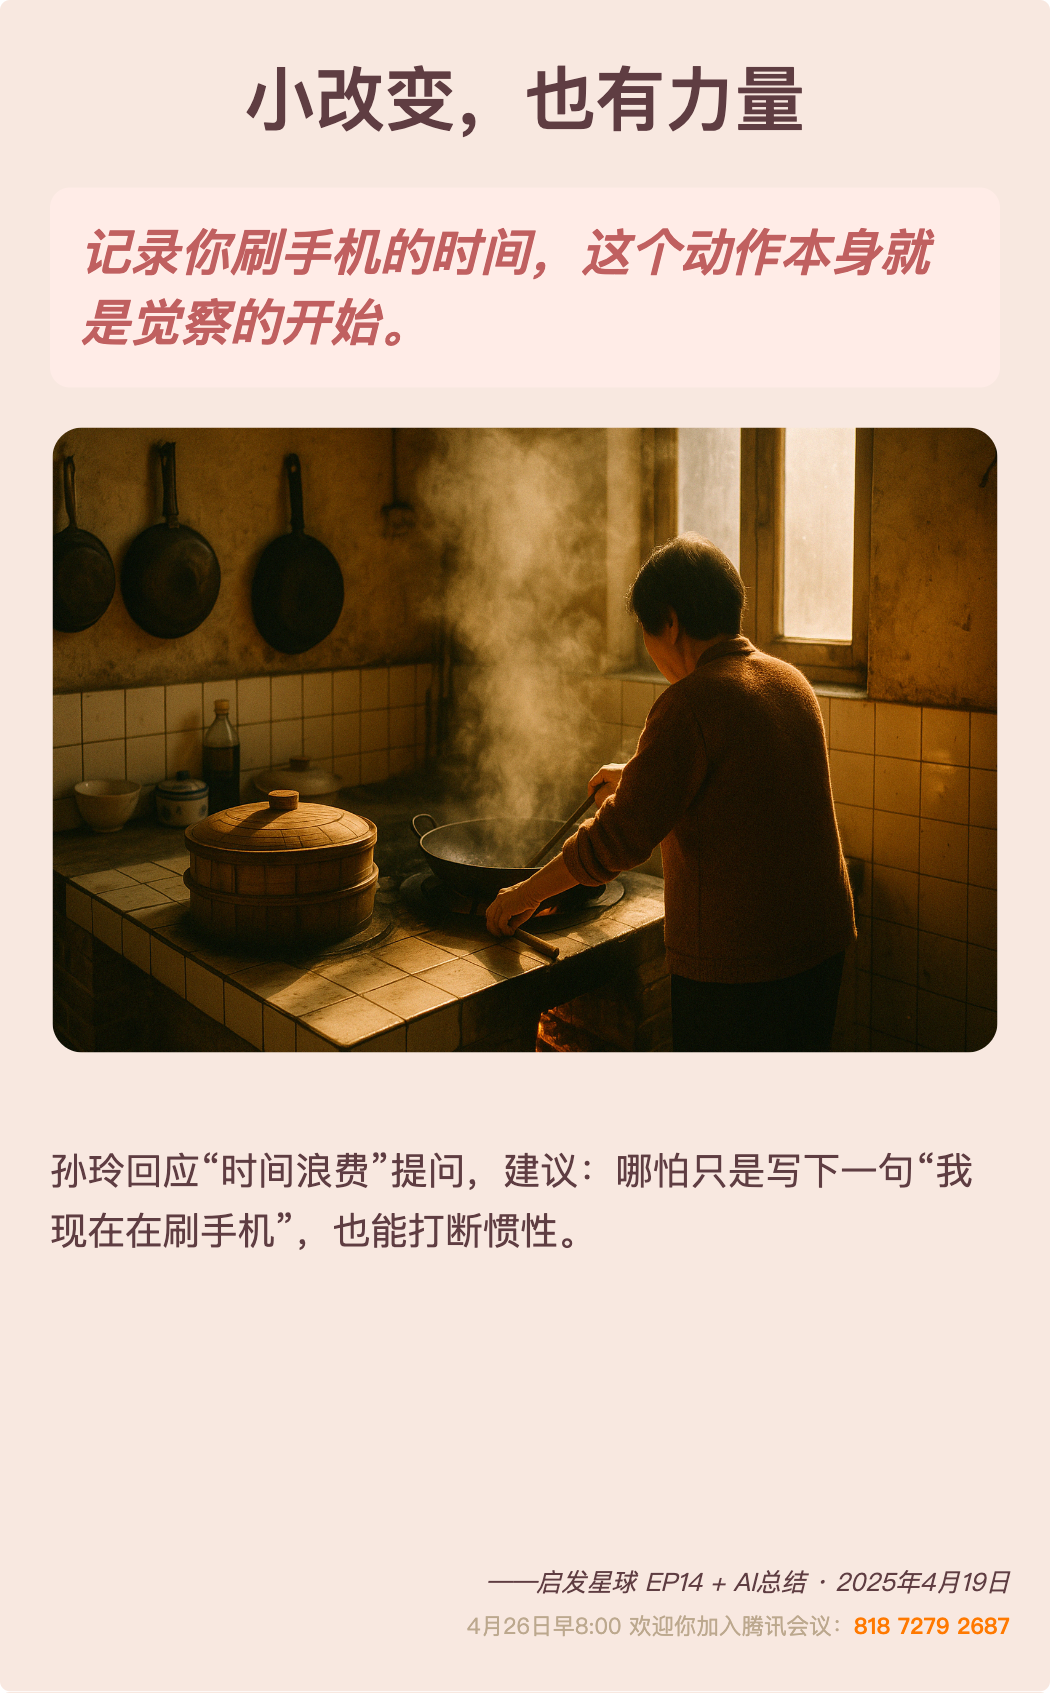 小改变，也有力量
记录你刷手机的时间，这个动作本身就
是觉察的开始。
孙玲回应“时间浪费”提问，建议：哪怕只是写下一句“我
现在在刷手机”，也能打断惯性。
——启发星球 EP14 + AI总结 · 2025年4月19日
4月26日早8:00 欢迎你加入腾讯会议：818 7279 2687